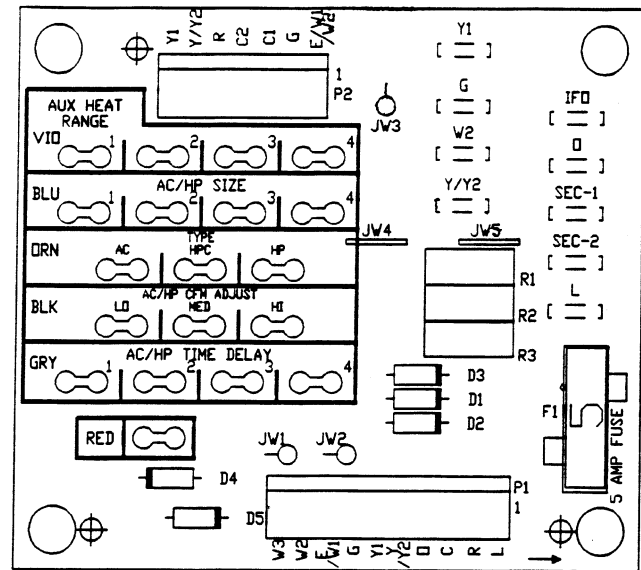 Y1 Y/Y2 R C2 C1 G E/W1 /W2
1
P2
JW3
Y1
G
W2
Y/Y2
IFO
O
SEC-1
SEC-2
L
AUX HEAT
RANGE
VIO 1 2 3 4
BLU AC/HP SIZE
1 2 3 4
ORN TYPE
AC HPC HP
BLK AC/HP CFM ADJUST
LO MED HI
GRY AC/HP TIME DELAY
1 2 3 4
RED
JW4
JW5
R1
R2
R3
D3
D1
D2
F1
5
5 AMP FUSE
JW1 JW2
D4
D5
P1
1
W3 W2 E/W1 G Y1 Y/Y2 O C R L